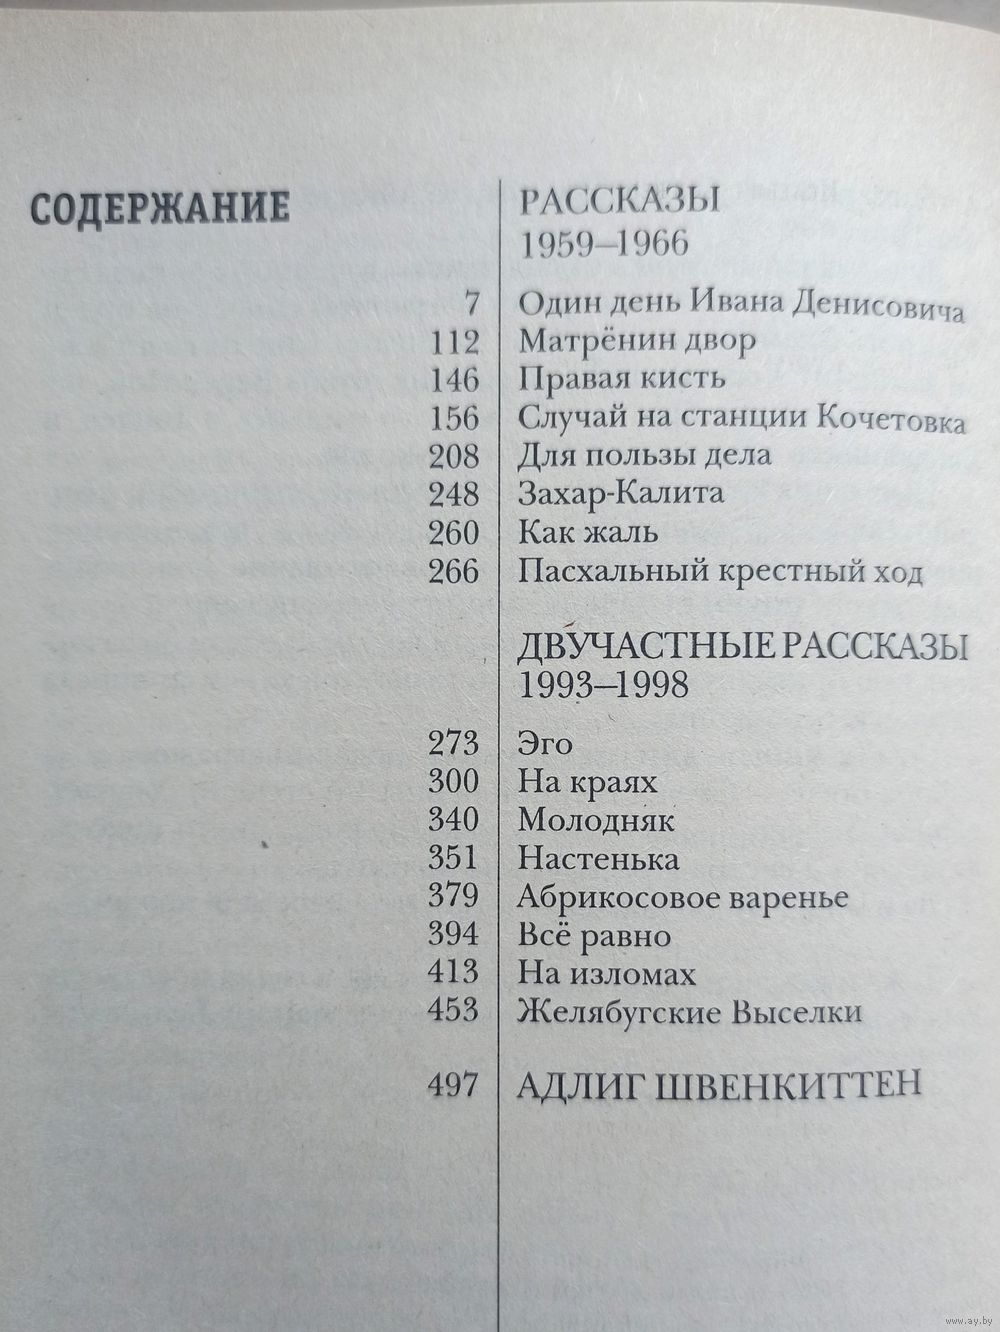 СОДЕРЖАНИЕ
РАССКАЗЫ
1959–1966
7 Один день Ивана Денисовича
112 Матрёнин двор
146 Правая кисть
156 Случай на станции Кочетовка
208 Для пользы дела
248 Захар-Калита
260 Как жаль
266 Пасхальный крестный ход
ДВУЧАСТНЫЕ РАССКАЗЫ
1993–1998
273 Эго
300 На краях
340 Молодняк
351 Настенька
379 Абрикосовое варенье
394 Всё равно
413 На изломах
453 Желябугские Выселки
497 АДЛИГ ШВЕНКИТТЕН
www.ay.by